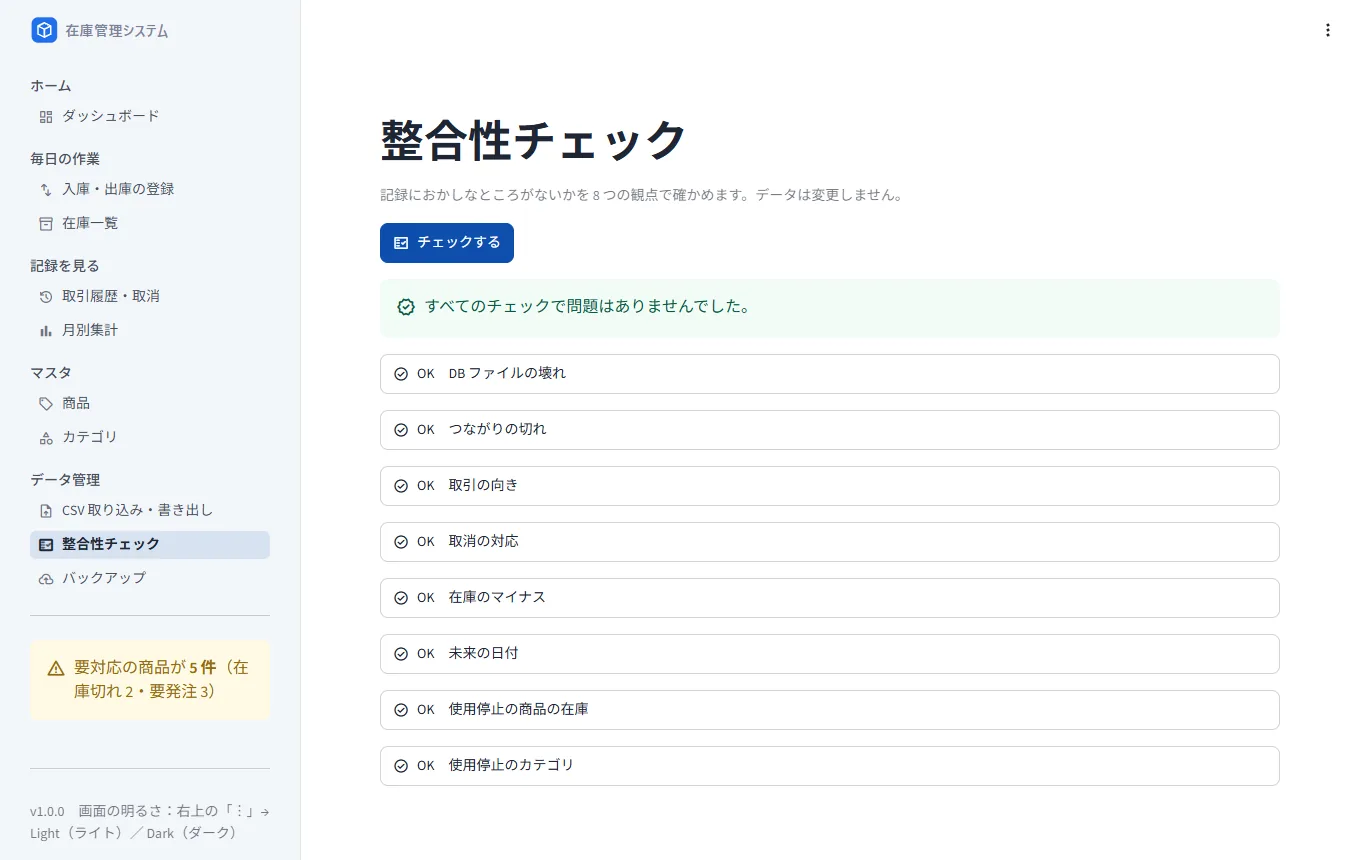 在庫管理システム
ホーム
ダッシュボード
毎日の作業
入庫・出庫の登録
在庫一覧
記録を見る
取引履歴・取消
月別集計
マスタ
商品
カテゴリ
データ管理
CSV 取り込み・書き出し
整合性チェック
バックアップ
要対応の商品が 5 件（在
庫切れ 2・要発注 3）
v1.0.0　画面の明るさ：右上の「⋮」→
Light（ライト）／ Dark（ダーク）
整合性チェック
記録におかしなところがないかを 8 つの観点で確かめます。データは変更しません。
チェックする
すべてのチェックで問題はありませんでした。
OK　DB ファイルの壊れ
OK　つながりの切れ
OK　取引の向き
OK　取消の対応
OK　在庫のマイナス
OK　未来の日付
OK　使用停止の商品の在庫
OK　使用停止のカテゴリ